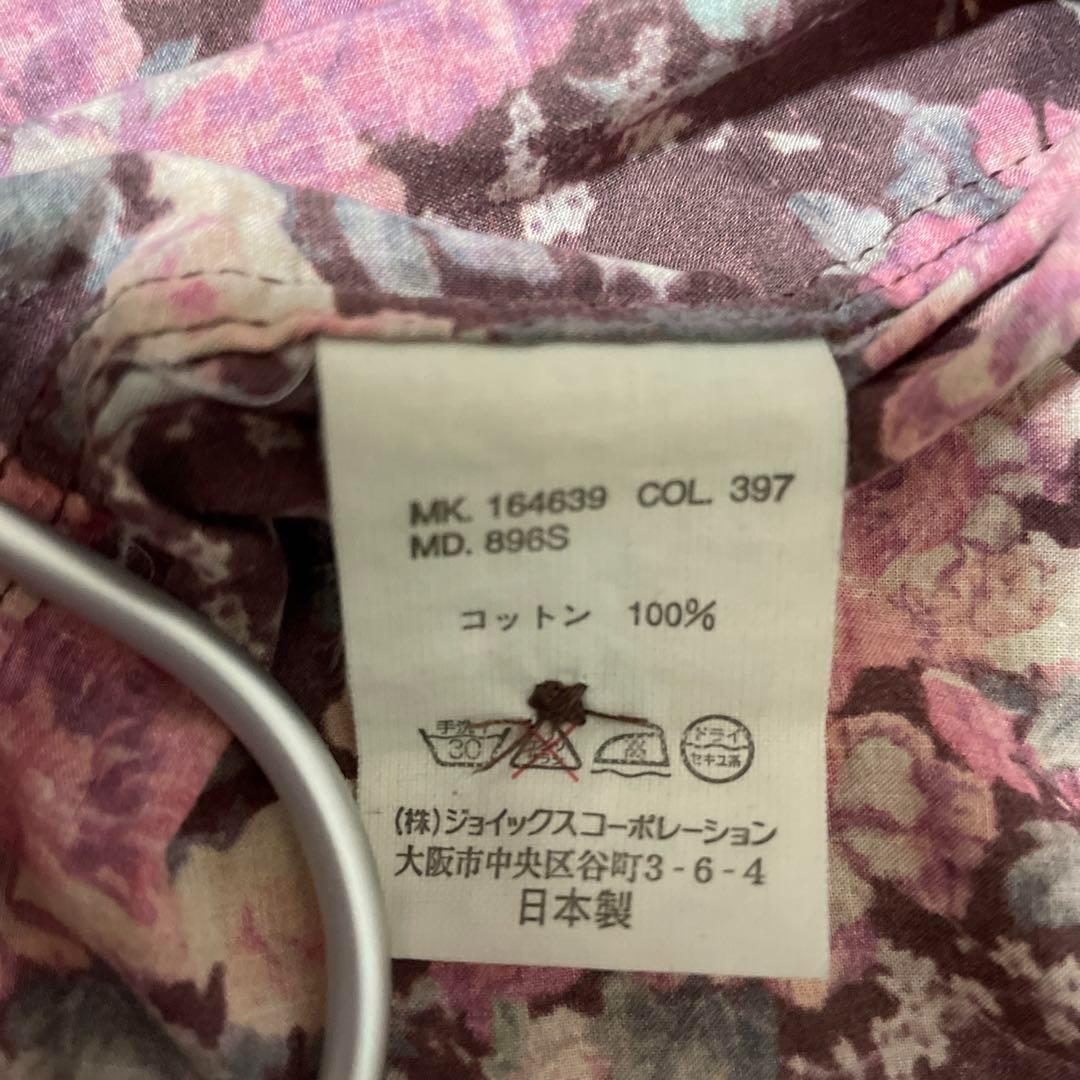 MK. 164639 COL. 397
MD. 896S
コットン 100%
手洗イ
30
ドライ
セキユ系
(株)ジョイックスコーポレーション
大阪市中央区谷町3-6-4
日本製